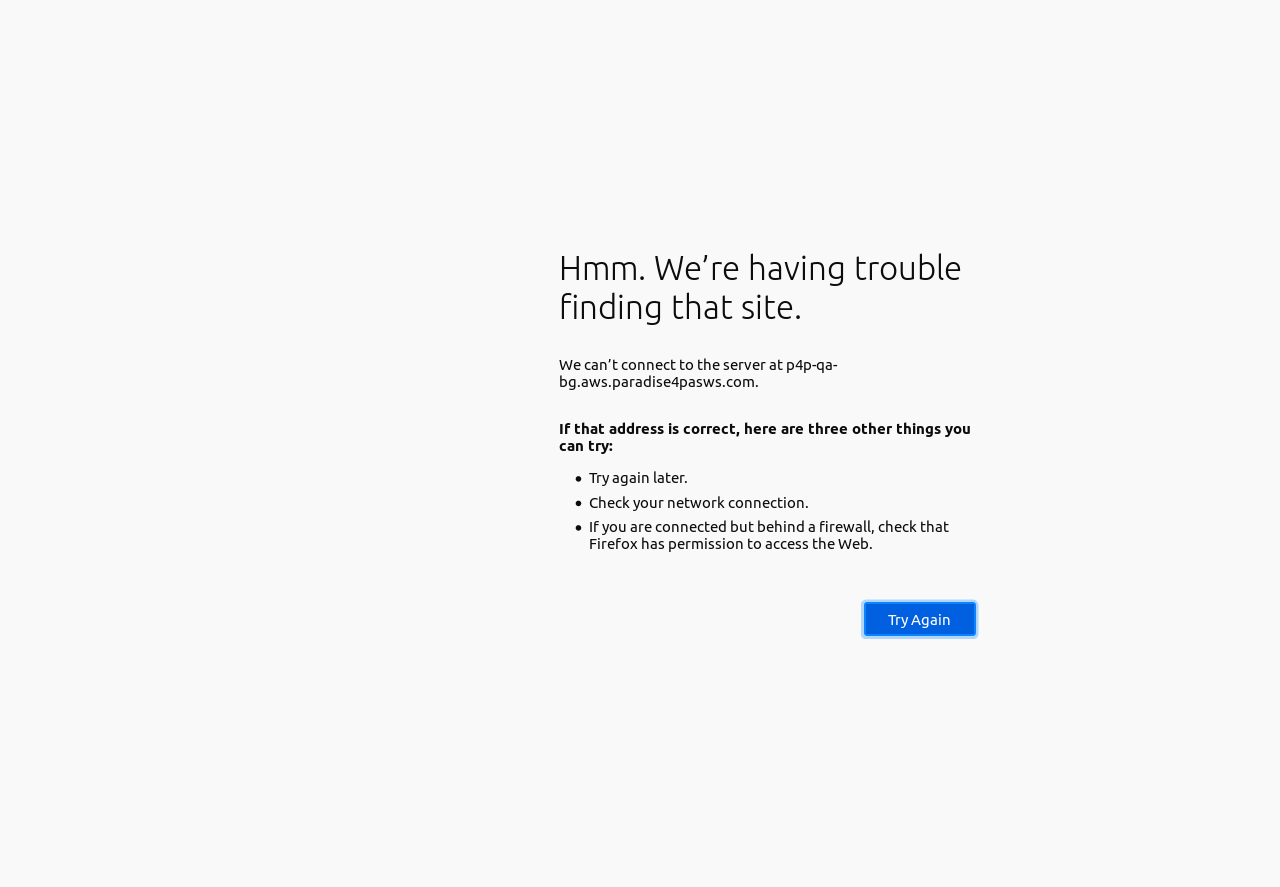 Hmm. We’re having trouble
finding that site.
We can’t connect to the server at p4p-qa-
bg.aws.paradise4pasws.com.
If that address is correct, here are three other things you
can try:
• Try again later.
• Check your network connection.
• If you are connected but behind a firewall, check that
Firefox has permission to access the Web.
Try Again